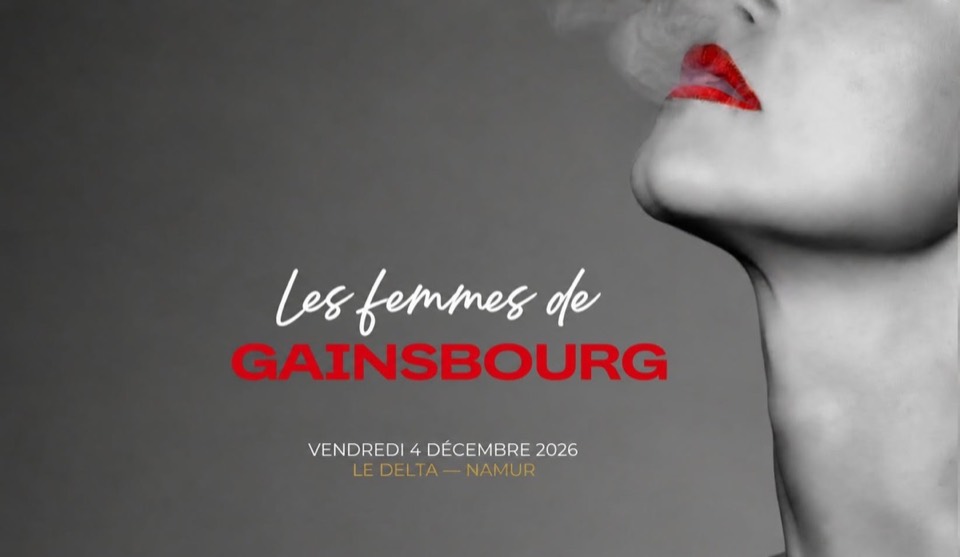 Les femmes de
GAINSBOURG
VENDREDI 4 DÉCEMBRE 2026
LE DELTA — NAMUR